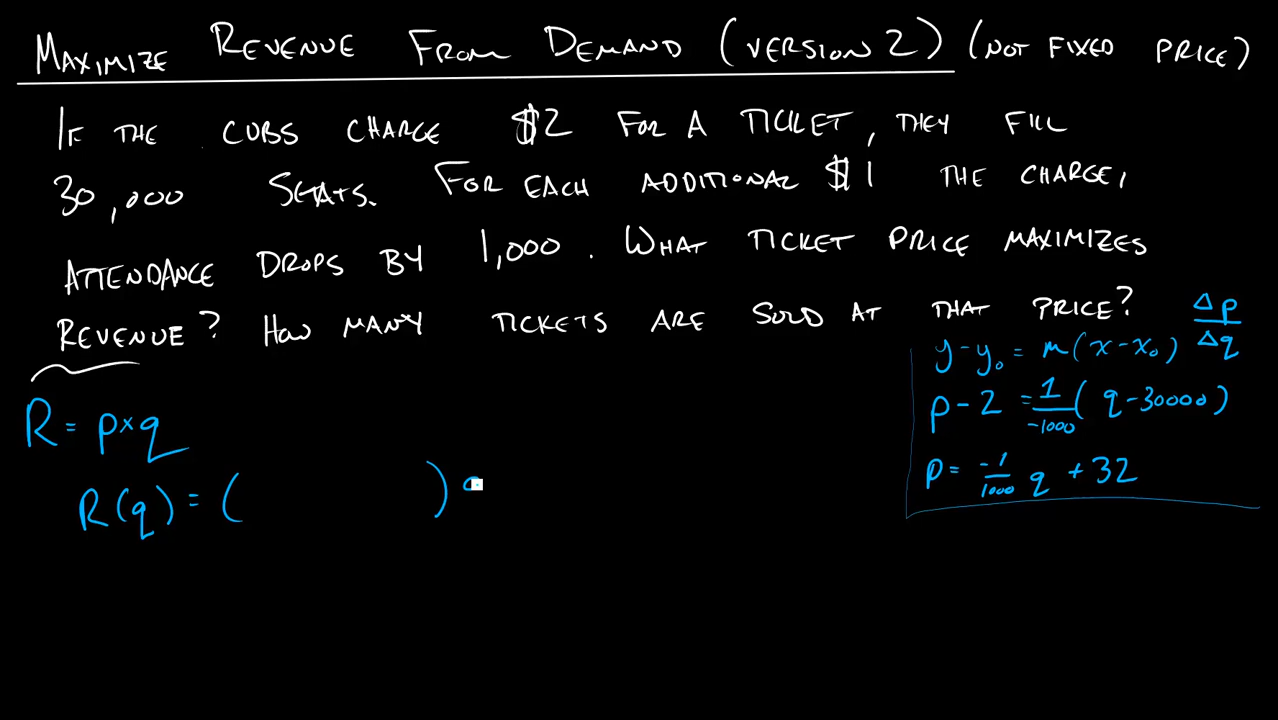 MAXIMIZE REVENUE FROM DEMAND (VERSION 2) (NOT FIXED PRICE)
IF THE CUBS CHARGE $2 FOR A TICKET, THEY FILL
30,000 SEATS. FOR EACH ADDITIONAL $1 THE CHARGE,
ATTENDANCE DROPS BY 1,000. WHAT TICKET PRICE MAXIMIZES
REVENUE? HOW MANY TICKETS ARE SOLD AT THAT PRICE?
Δp/Δq
y-y₀ = m(x-x₀)
p-2 = 1/-1000 (q-30000)
p = -1/1000 q + 32
R = p×q
R(q) = ( )